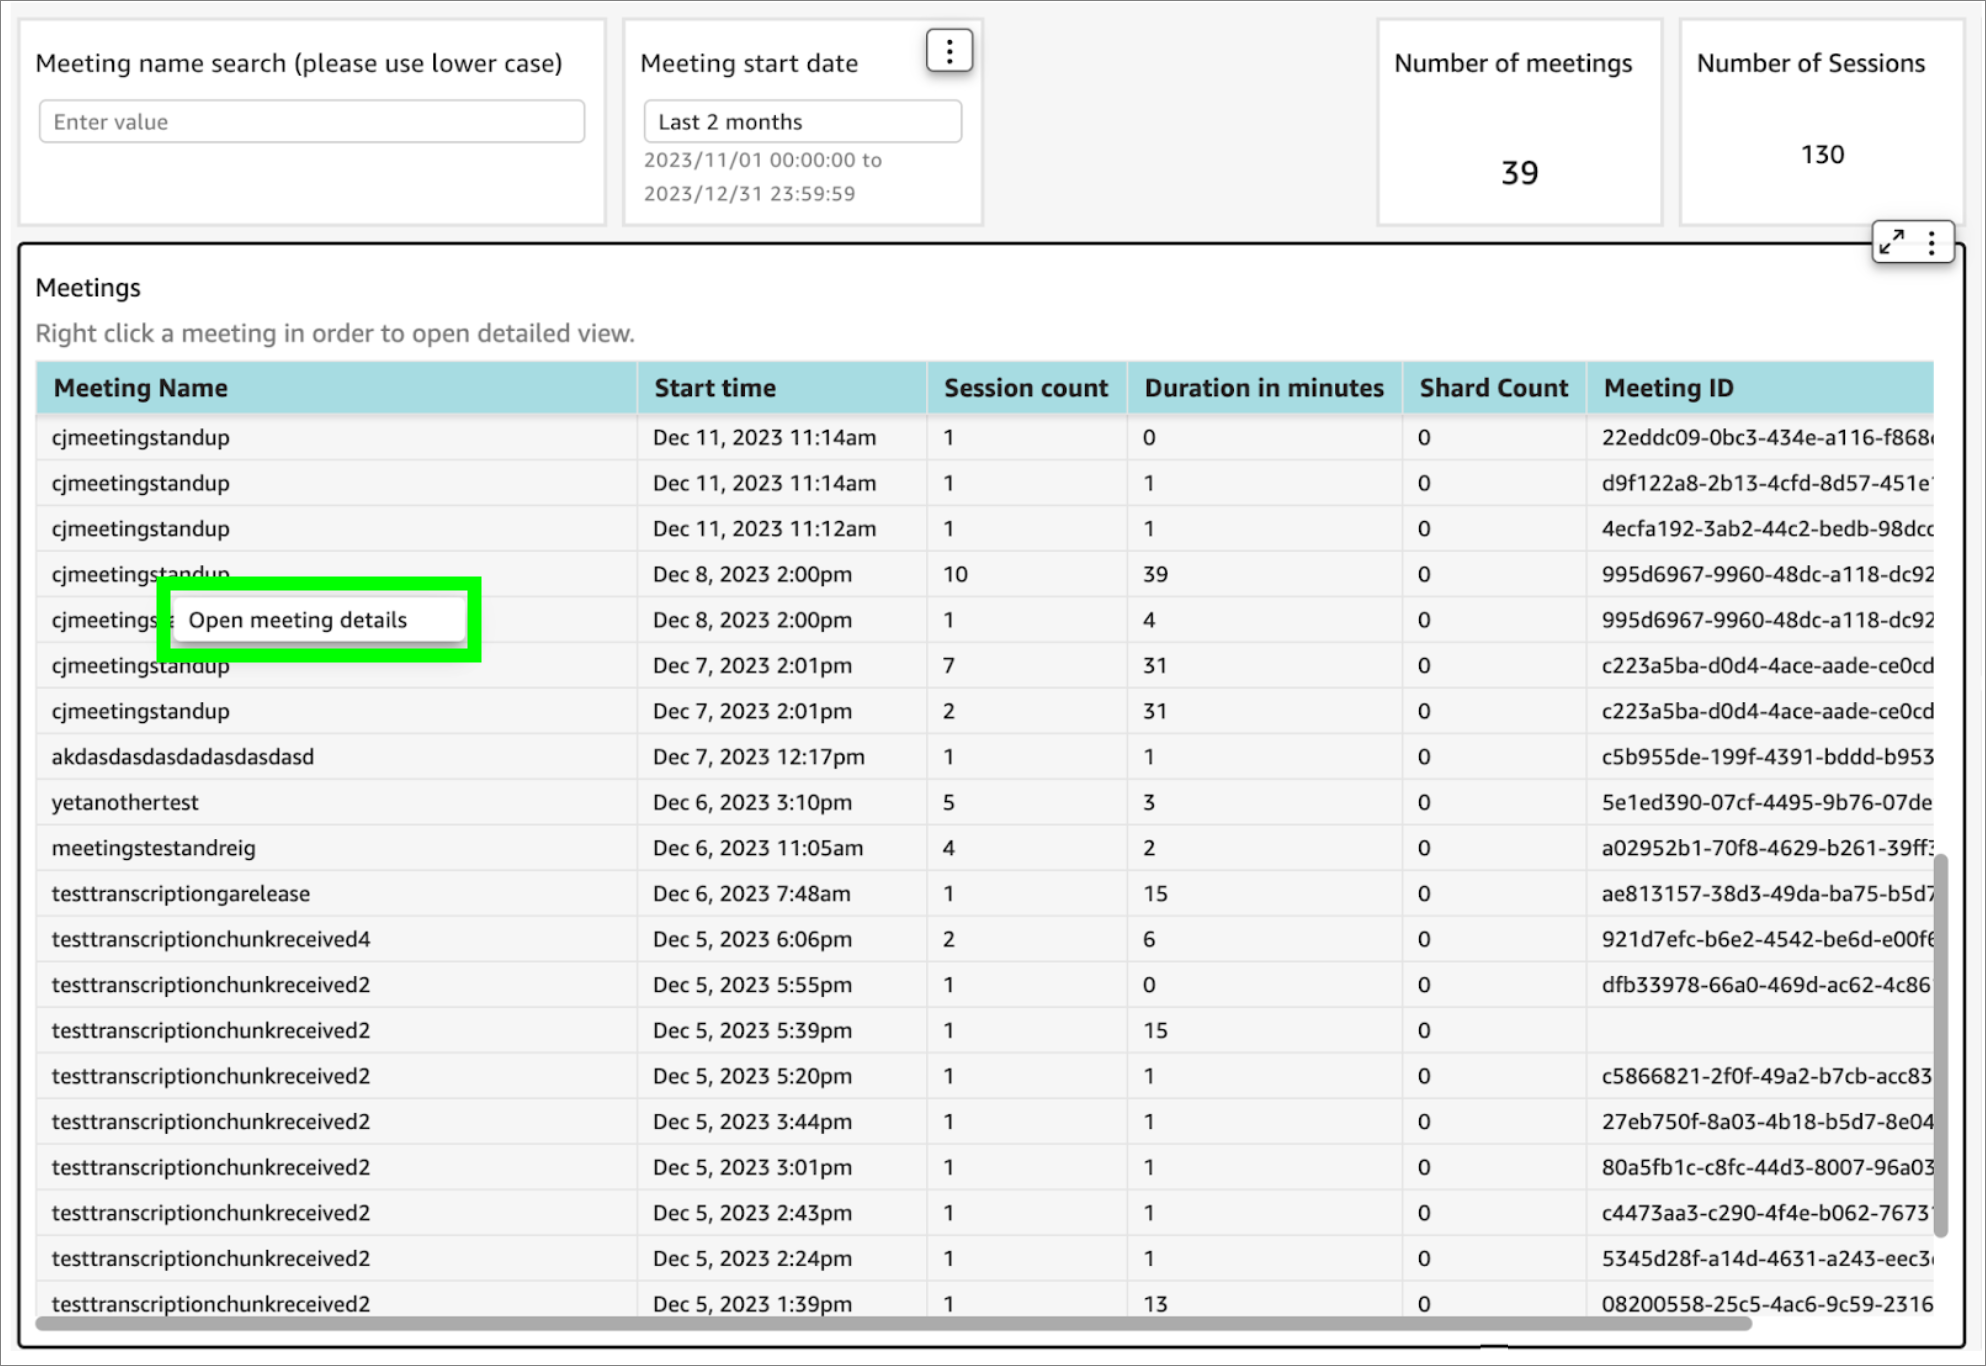 Meeting name search (please use lower case)
Enter value
Meeting start date
Last 2 months
2023/11/01 00:00:00 to
2023/12/31 23:59:59
Number of meetings
39
Number of Sessions
130
Meetings
Right click a meeting in order to open detailed view.
Meeting Name Start time Session count Duration in minutes Shard Count Meeting ID
cjmeetingstandup Dec 11, 2023 11:14am 1 0 0 22eddc09-0bc3-434e-a116-f868
cjmeetingstandup Dec 11, 2023 11:14am 1 1 0 d9f122a8-2b13-4cfd-8d57-451e
cjmeetingstandup Dec 11, 2023 11:12am 1 1 0 4ecfa192-3ab2-44c2-bedb-98dc
cjmeetingstandup Dec 8, 2023 2:00pm 10 39 0 995d6967-9960-48dc-a118-dc92
cjmeetings Open meeting details Dec 8, 2023 2:00pm 1 4 0 995d6967-9960-48dc-a118-dc92
cjmeetingstandup Dec 7, 2023 2:01pm 7 31 0 c223a5ba-d0d4-4ace-aade-ce0cd
cjmeetingstandup Dec 7, 2023 2:01pm 2 31 0 c223a5ba-d0d4-4ace-aade-ce0cd
akdasdasdasdadasdasdasd Dec 7, 2023 12:17pm 1 1 0 c5b955de-199f-4391-bddd-b953
yetanothertest Dec 6, 2023 3:10pm 5 3 0 5e1ed390-07cf-4495-9b76-07de
meetingstestandreig Dec 6, 2023 11:05am 4 2 0 a02952b1-70f8-4629-b261-39ff3
testtranscriptiongarelease Dec 6, 2023 7:48am 1 15 0 ae813157-38d3-49da-ba75-b5d7
testtranscriptionchunkreceived4 Dec 5, 2023 6:06pm 2 6 0 921d7efc-b6e2-4542-be6d-e00f6
testtranscriptionchunkreceived2 Dec 5, 2023 5:55pm 1 0 0 dfb33978-66a0-469d-ac62-4c86
testtranscriptionchunkreceived2 Dec 5, 2023 5:39pm 1 15 0
testtranscriptionchunkreceived2 Dec 5, 2023 5:20pm 1 1 0 c5866821-2f0f-49a2-b7cb-acc83
testtranscriptionchunkreceived2 Dec 5, 2023 3:44pm 1 1 0 27eb750f-8a03-4b18-b5d7-8e04
testtranscriptionchunkreceived2 Dec 5, 2023 3:01pm 1 1 0 80a5fb1c-c8fc-44d3-8007-96a03
testtranscriptionchunkreceived2 Dec 5, 2023 2:43pm 1 1 0 c4473aa3-c290-4f4e-b062-7673
testtranscriptionchunkreceived2 Dec 5, 2023 2:24pm 1 1 0 5345d28f-a14d-4631-a243-eec3
testtranscriptionchunkreceived2 Dec 5, 2023 1:39pm 1 13 0 08200558-25c5-4ac6-9c59-2316